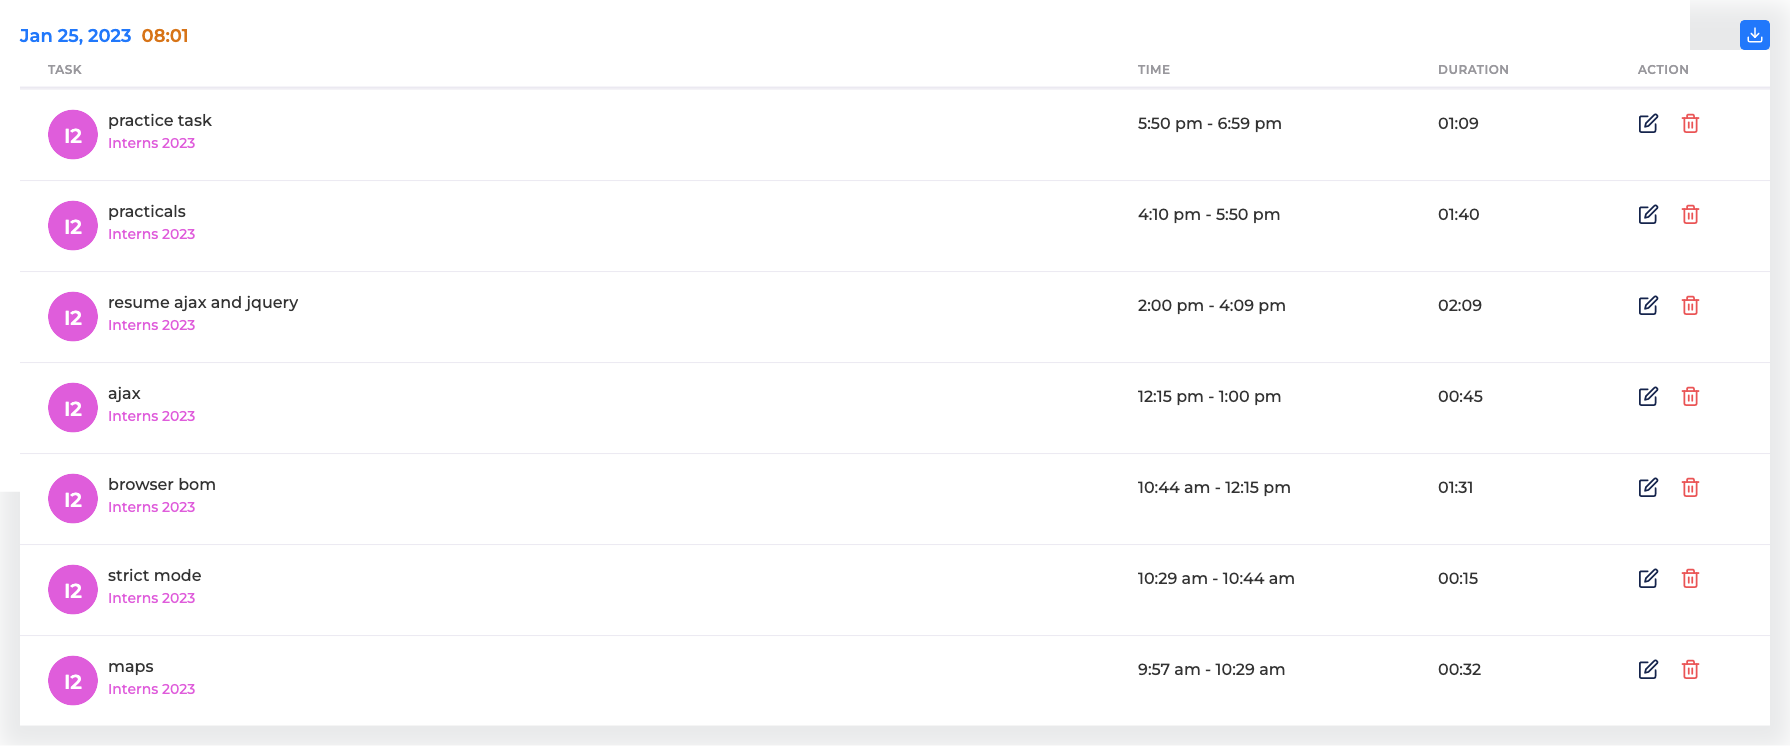 Jan 25, 2023 08:01
TASK TIME DURATION ACTION
I2 practice task 5:50 pm - 6:59 pm 01:09
Interns 2023
I2 practicals 4:10 pm - 5:50 pm 01:40
Interns 2023
I2 resume ajax and jquery 2:00 pm - 4:09 pm 02:09
Interns 2023
I2 ajax 12:15 pm - 1:00 pm 00:45
Interns 2023
I2 browser bom 10:44 am - 12:15 pm 01:31
Interns 2023
I2 strict mode 10:29 am - 10:44 am 00:15
Interns 2023
I2 maps 9:57 am - 10:29 am 00:32
Interns 2023